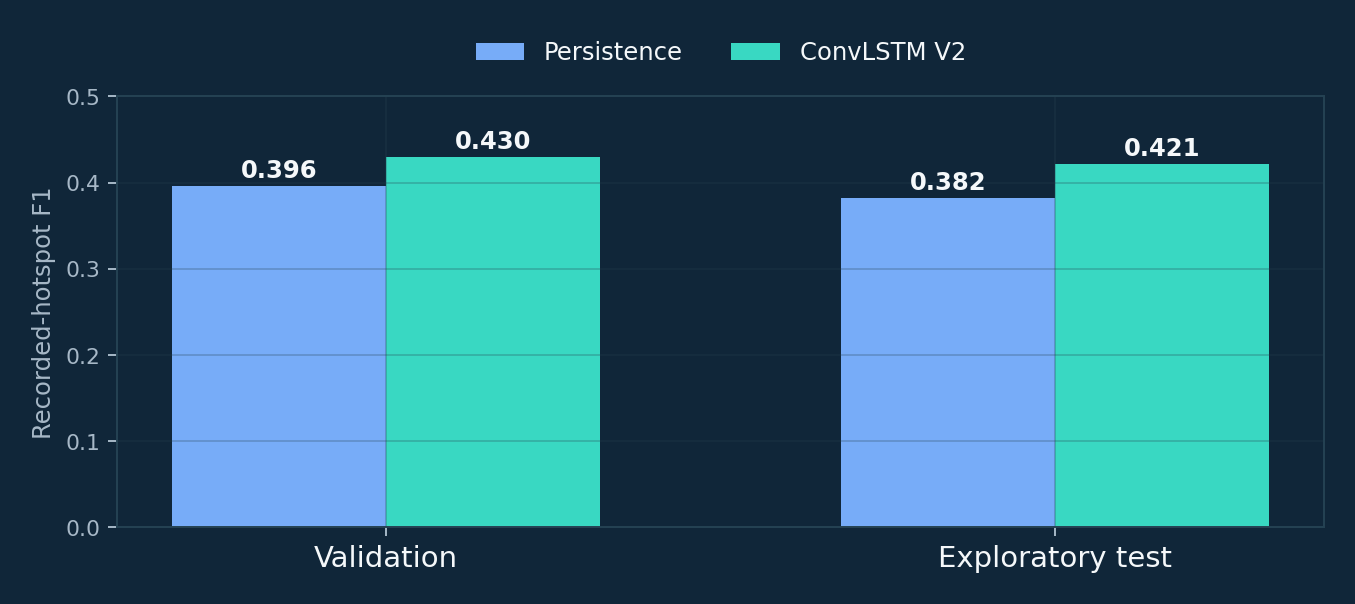 Persistence
ConvLSTM V2
Recorded-hotspot F1
0.5
0.4
0.3
0.2
0.1
0.0
0.396
0.430
0.382
0.421
Validation
Exploratory test